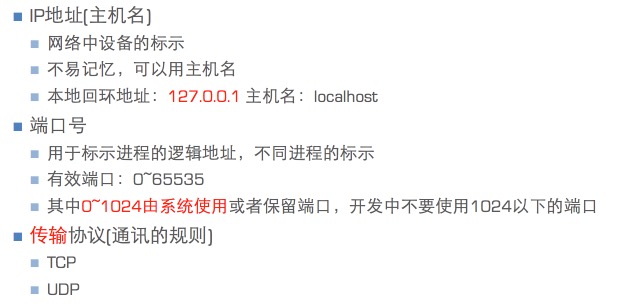 IP地址(主机名)
网络中设备的标示
不易记忆，可以用主机名
本地回环地址：127.0.0.1 主机名：localhost
端口号
用于标示进程的逻辑地址，不同进程的标示
有效端口：0~65535
其中0~1024由系统使用或者保留端口，开发中不要使用1024以下的端口
传输协议(通讯的规则)
TCP
UDP